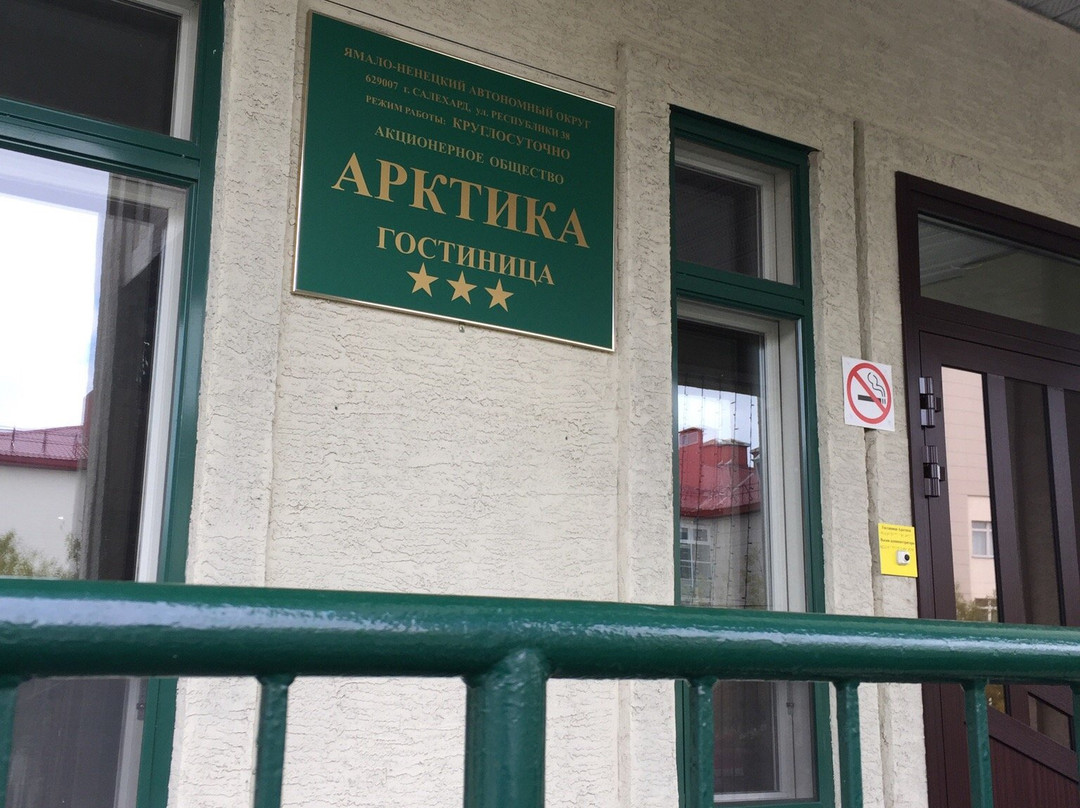 ЯМАЛО-НЕНЕЦКИЙ АВТОНОМНЫЙ ОКРУГ
629007 г. САЛЕХАРД, ул. РЕСПУБЛИКИ 38
РЕЖИМ РАБОТЫ: КРУГЛОСУТОЧНО
АКЦИОНЕРНОЕ ОБЩЕСТВО
АРКТИКА
ГОСТИНИЦА